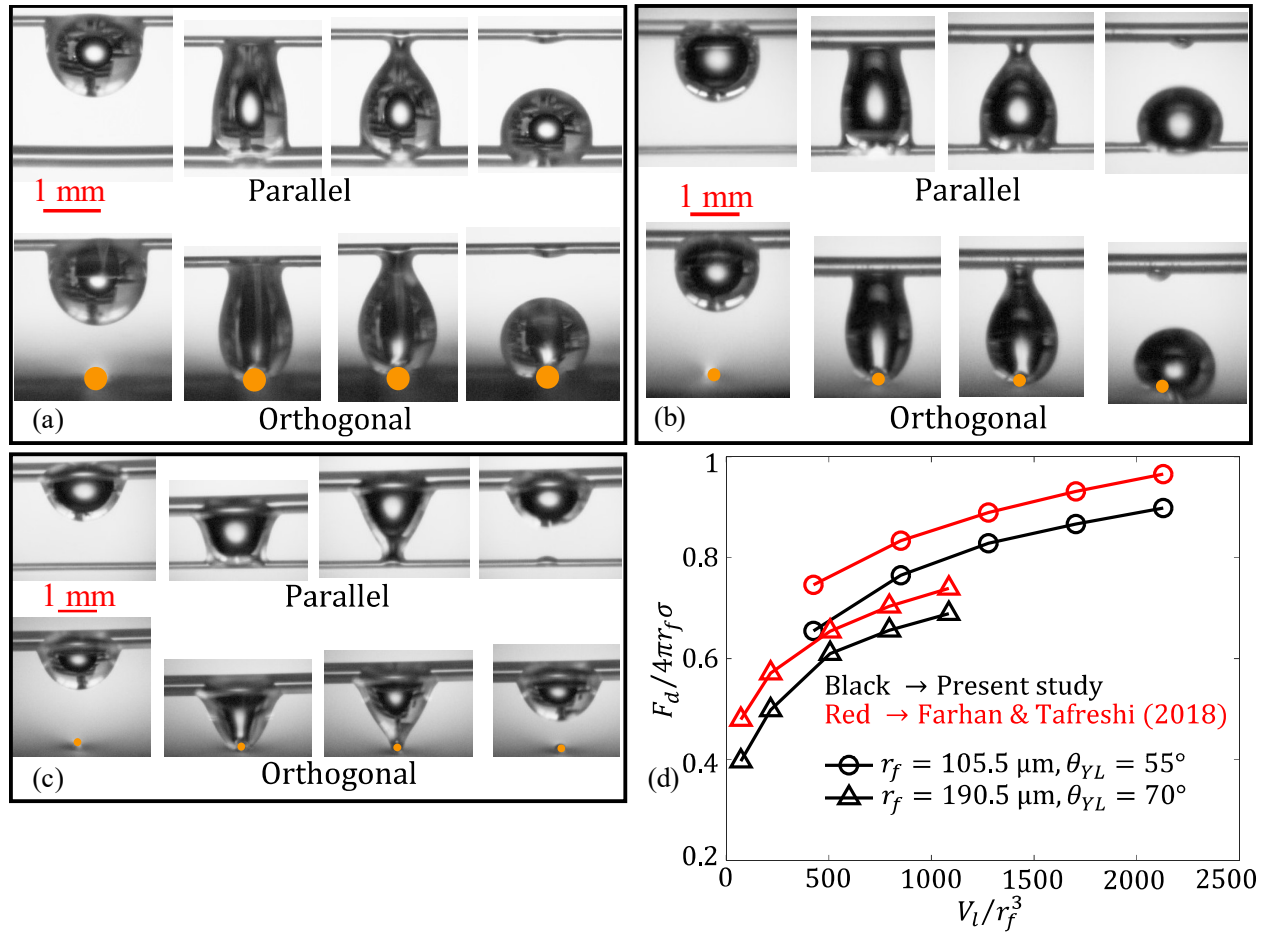 Parallel
1 mm
Orthogonal
(a)
Parallel
1 mm
Orthogonal
(b)
Parallel
1 mm
Orthogonal
(c)
1
0.8
0.6
0.4
0.2
F_d/4πr_fσ
Black → Present study
Red → Farhan & Tafreshi (2018)
r_f = 105.5 μm, θ_YL = 55°
r_f = 190.5 μm, θ_YL = 70°
(d)
0 500 1000 1500 2000 2500
V_l/r_f^3